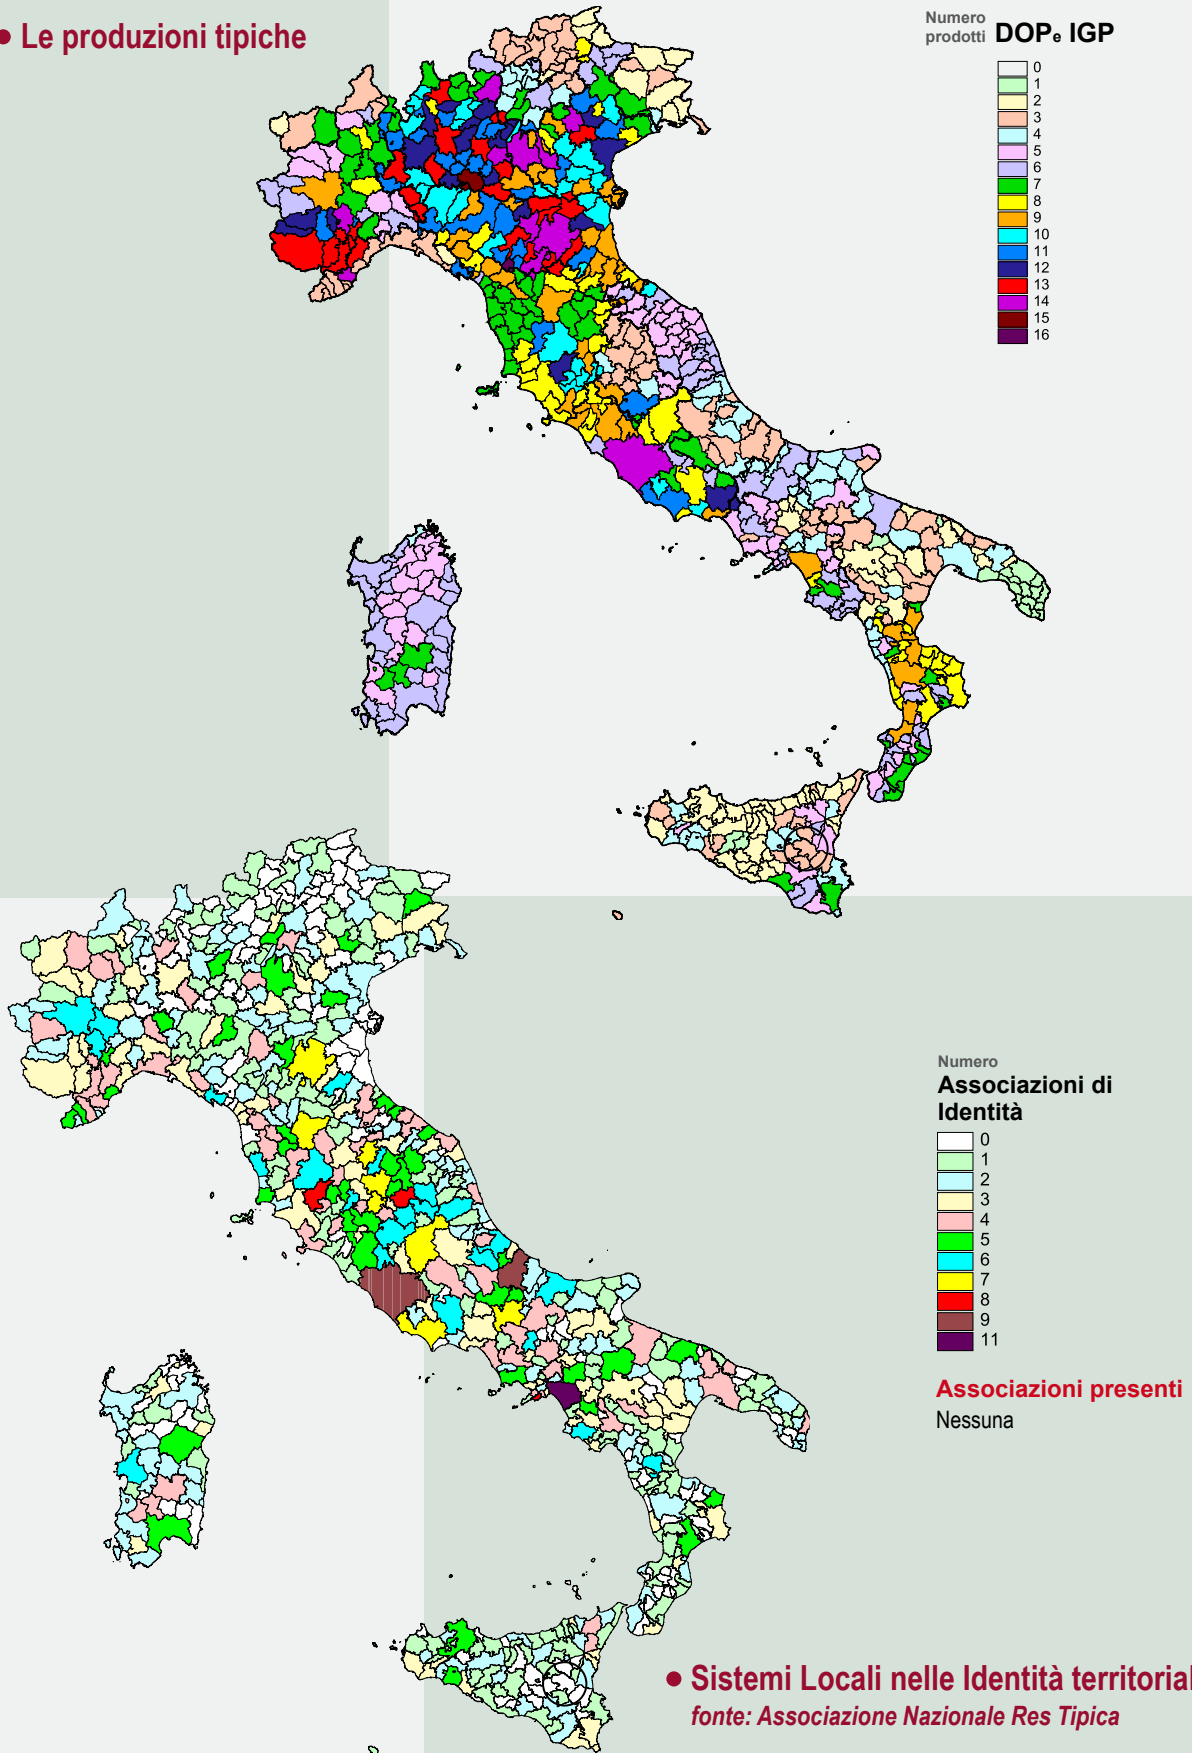 • Le produzioni tipiche
Numero
prodotti DOPe IGP
0
1
2
3
4
5
6
7
8
9
10
11
12
13
14
15
16
Numero
Associazioni di
Identità
0
1
2
3
4
5
6
7
8
9
11
Associazioni presenti
Nessuna
• Sistemi Locali nelle Identità territorial
fonte: Associazione Nazionale Res Tipica